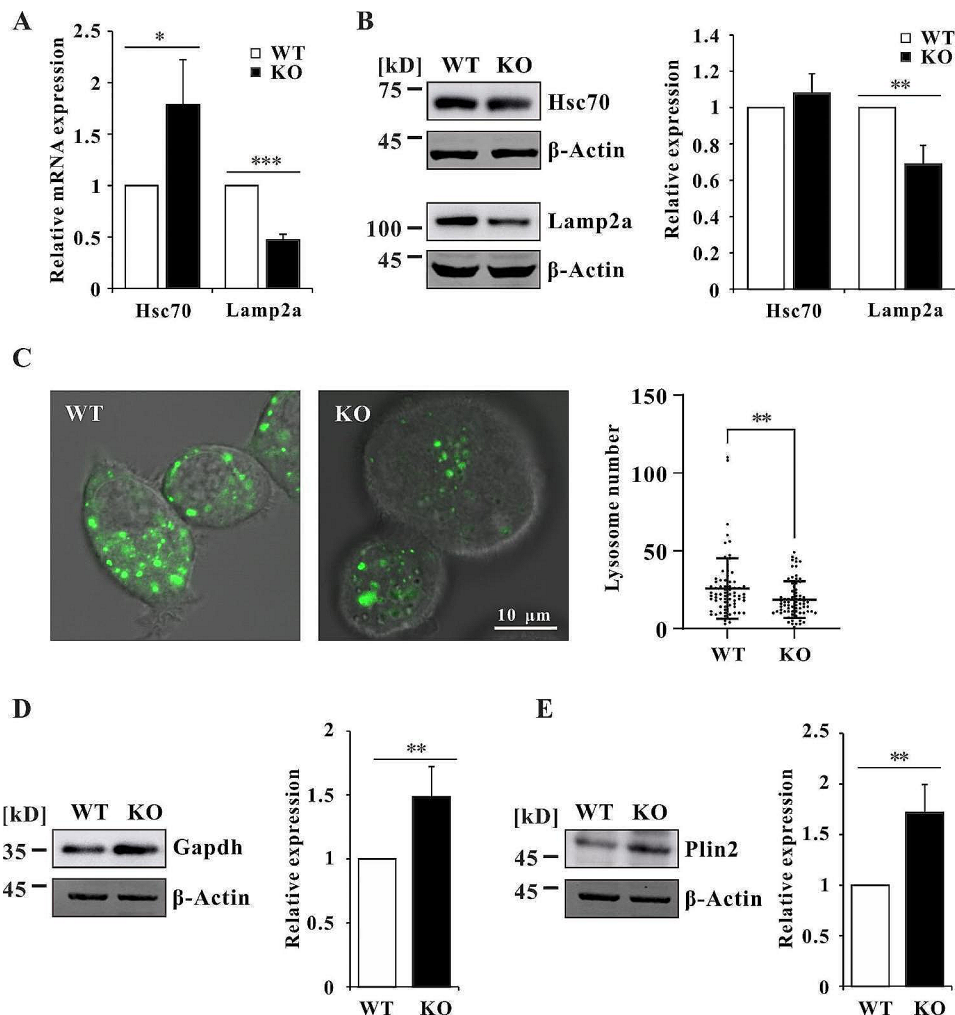 A
Relative mRNA expression
2.5
2
1.5
1
0.5
0
*
***
WT
KO
Hsc70
Lamp2a
B
[kD]
WT
KO
75
Hsc70
45
β-Actin
100
Lamp2a
45
β-Actin
Relative expression
1.4
1.2
1
0.8
0.6
0.4
0.2
0
**
WT
KO
Hsc70
Lamp2a
C
WT
KO
10 μm
Lysosome number
150
100
50
0
**
WT
KO
D
[kD]
WT
KO
35
Gapdh
45
β-Actin
Relative expression
2
1.5
1
0.5
0
**
WT
KO
E
[kD]
WT
KO
45
Plin2
45
β-Actin
Relative expression
2.5
2
1.5
1
0.5
0
**
WT
KO